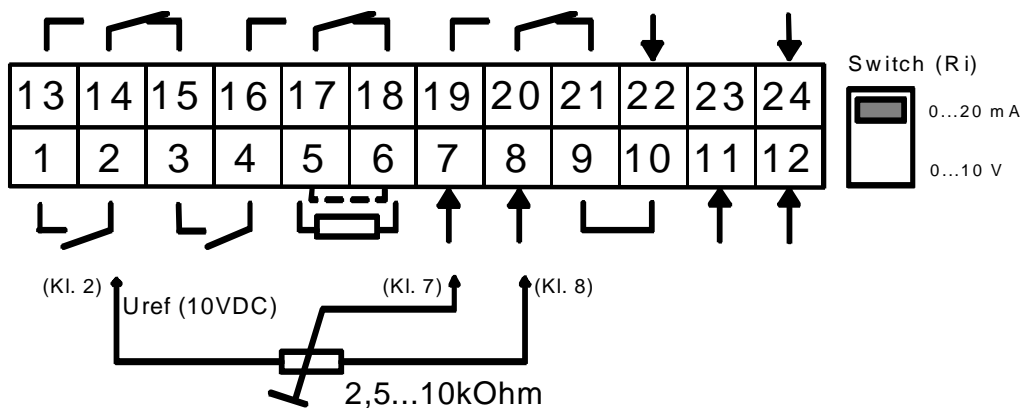 13 14 15 16 17 18 19 20 21 22 23 24
1 2 3 4 5 6 7 8 9 10 11 12
Switch (Ri)
0...20 mA
0...10 V
(Kl. 2)
Uref (10VDC)
(Kl. 7)
(Kl. 8)
2,5...10kOhm